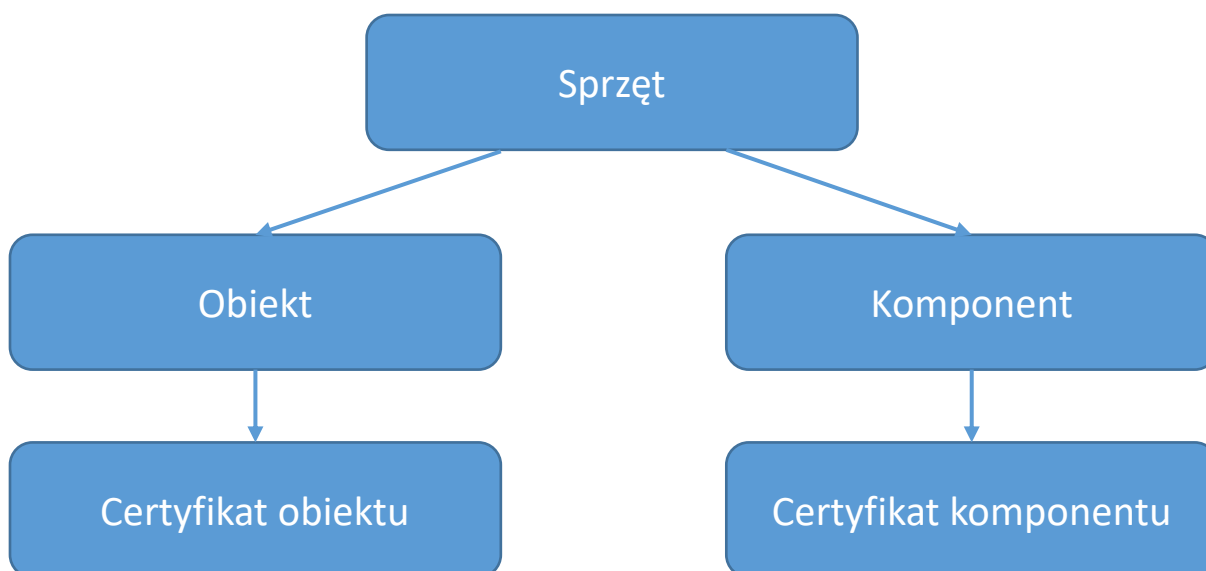 Sprzęt
Obiekt
Komponent
Certyfikat obiektu
Certyfikat komponentu